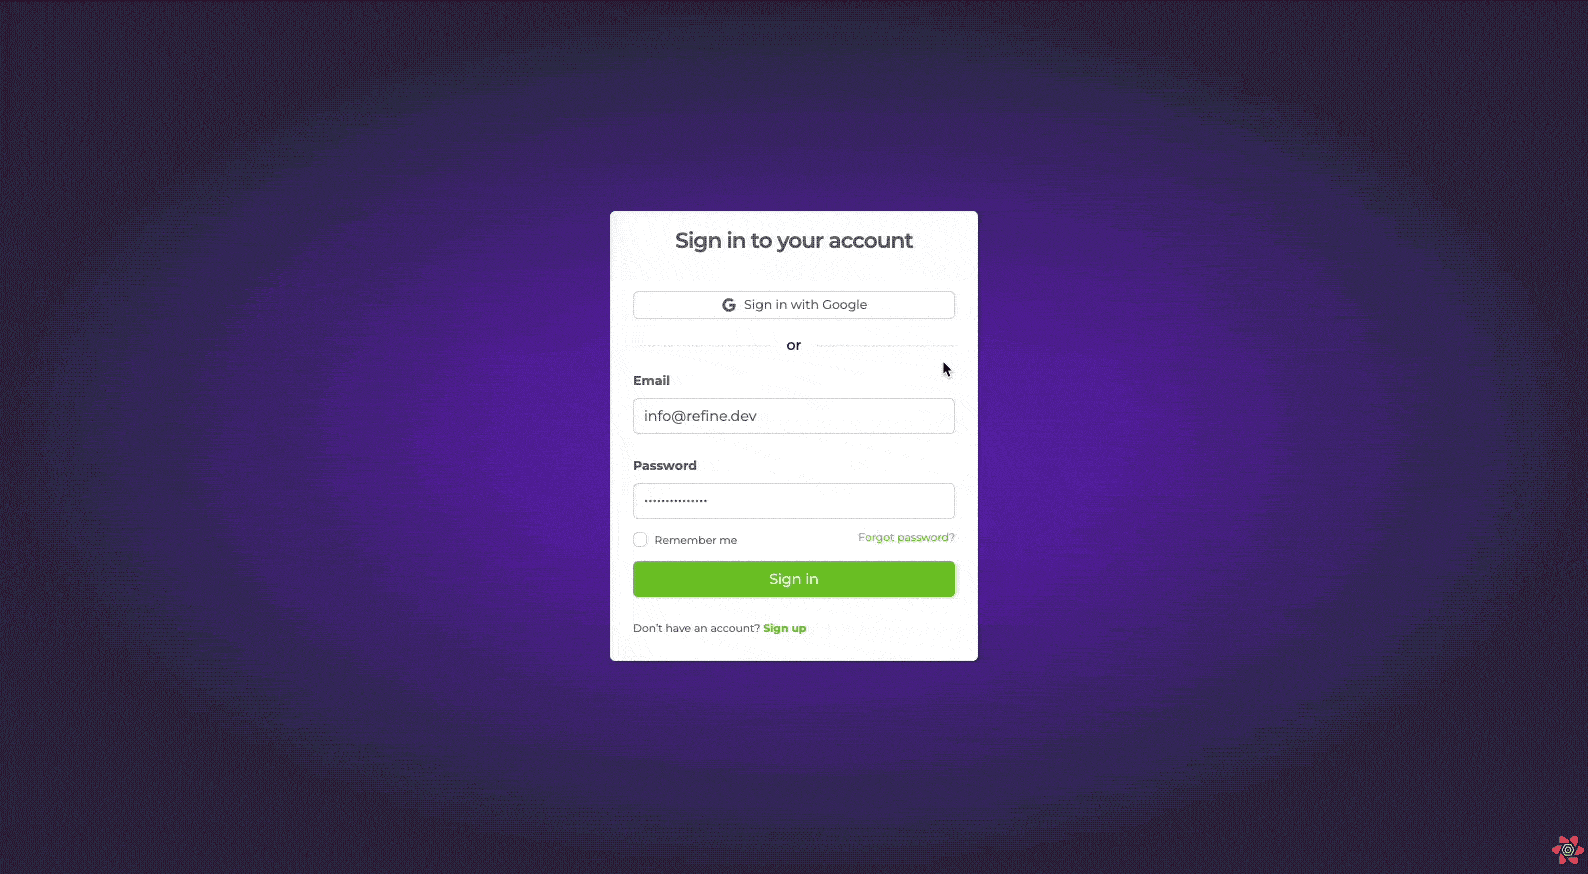 Sign in to your account
Sign in with Google
or
Email
info@refine.dev
Password
•••••••••••••••
Remember me
Forgot password?
Sign in
Don't have an account? Sign up